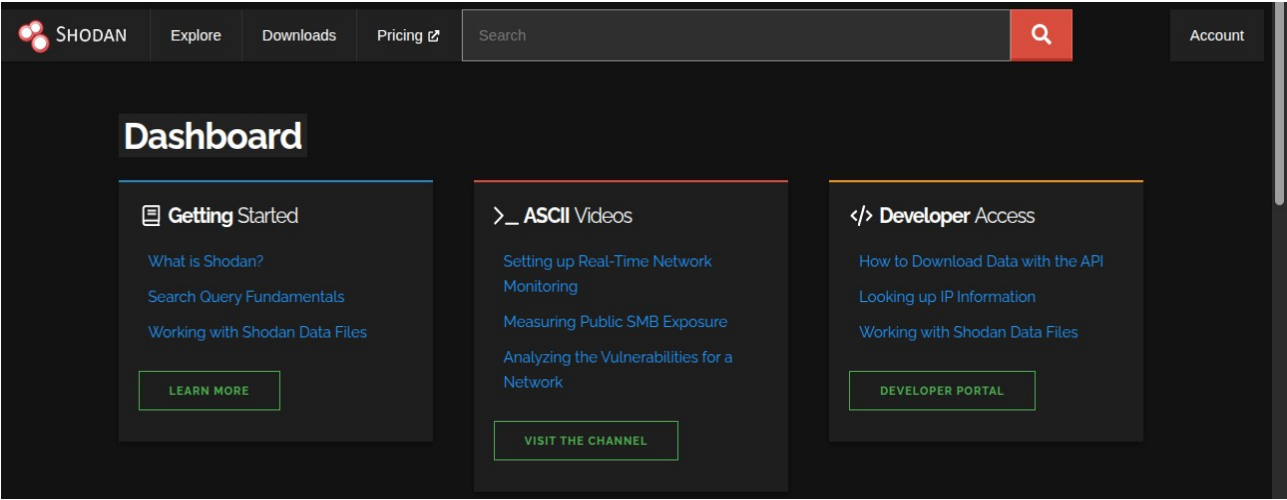 SHODAN Explore Downloads Pricing Search Account
Dashboard
Getting Started
What is Shodan?
Search Query Fundamentals
Working with Shodan Data Files
LEARN MORE
>_ ASCII Videos
Setting up Real-Time Network
Monitoring
Measuring Public SMB Exposure
Analyzing the Vulnerabilities for a
Network
VISIT THE CHANNEL
</> Developer Access
How to Download Data with the API
Looking up IP Information
Working with Shodan Data Files
DEVELOPER PORTAL